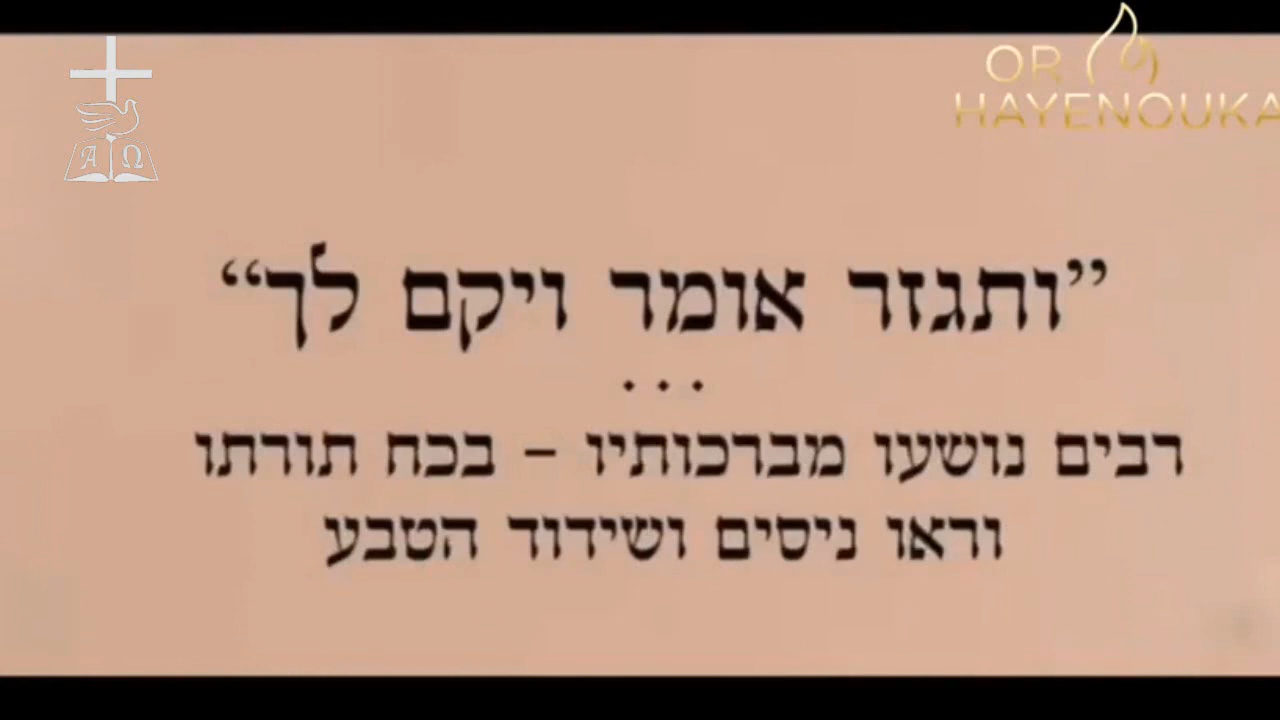 OR
HAYENOUKA
Α Ω
”ותגזר אומר ויקם לך“
...
רבים נושעו מברכותיו – בכח תורתו
וראו ניסים ושידוד הטבע